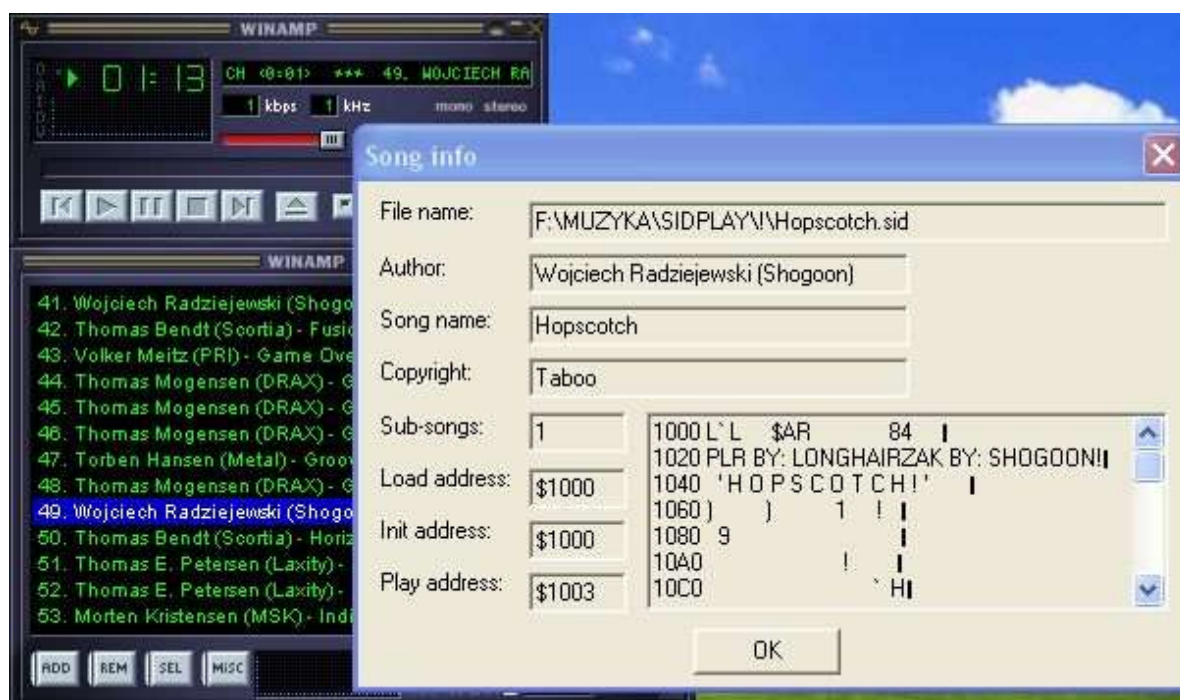 WINAMP
01:13
CH <0:01> *** 49. WOJCIECH RA
1 kbps 1 kHz mono stereo
WINAMP
41. Wojciech Radziejewski (Shogo
42. Thomas Bendt (Scortia) - Fusio
43. Volker Meitz (PRI) - Game Ove
44. Thomas Mogensen (DRAX) - G
45. Thomas Mogensen (DRAX) - G
46. Thomas Mogensen (DRAX) - G
47. Torben Hansen (Metal) - Groov
48. Thomas Mogensen (DRAX) - G
49. Wojciech Radziejewski (Shogo
50. Thomas Bendt (Scortia) - Horiz
51. Thomas E. Petersen (Laxity) -
52. Thomas E. Petersen (Laxity) -
53. Morten Kristensen (MSK) - Indi
ADD REM SEL MISC
Song info
File name: F:\MUZYKA\SIDPLAY\!\Hopscotch.sid
Author: Wojciech Radziejewski (Shogoon)
Song name: Hopscotch
Copyright: Taboo
Sub-songs: 1
Load address: $1000
Init address: $1000
Play address: $1003
1000 L`L $AR 84
1020 PLR BY: LONGHAIRZAK BY: SHOGOON!
1040 'H O P S C O T C H !'
1060 ) ) 1 !
1080 9
10A0 !
10C0 ` H
OK